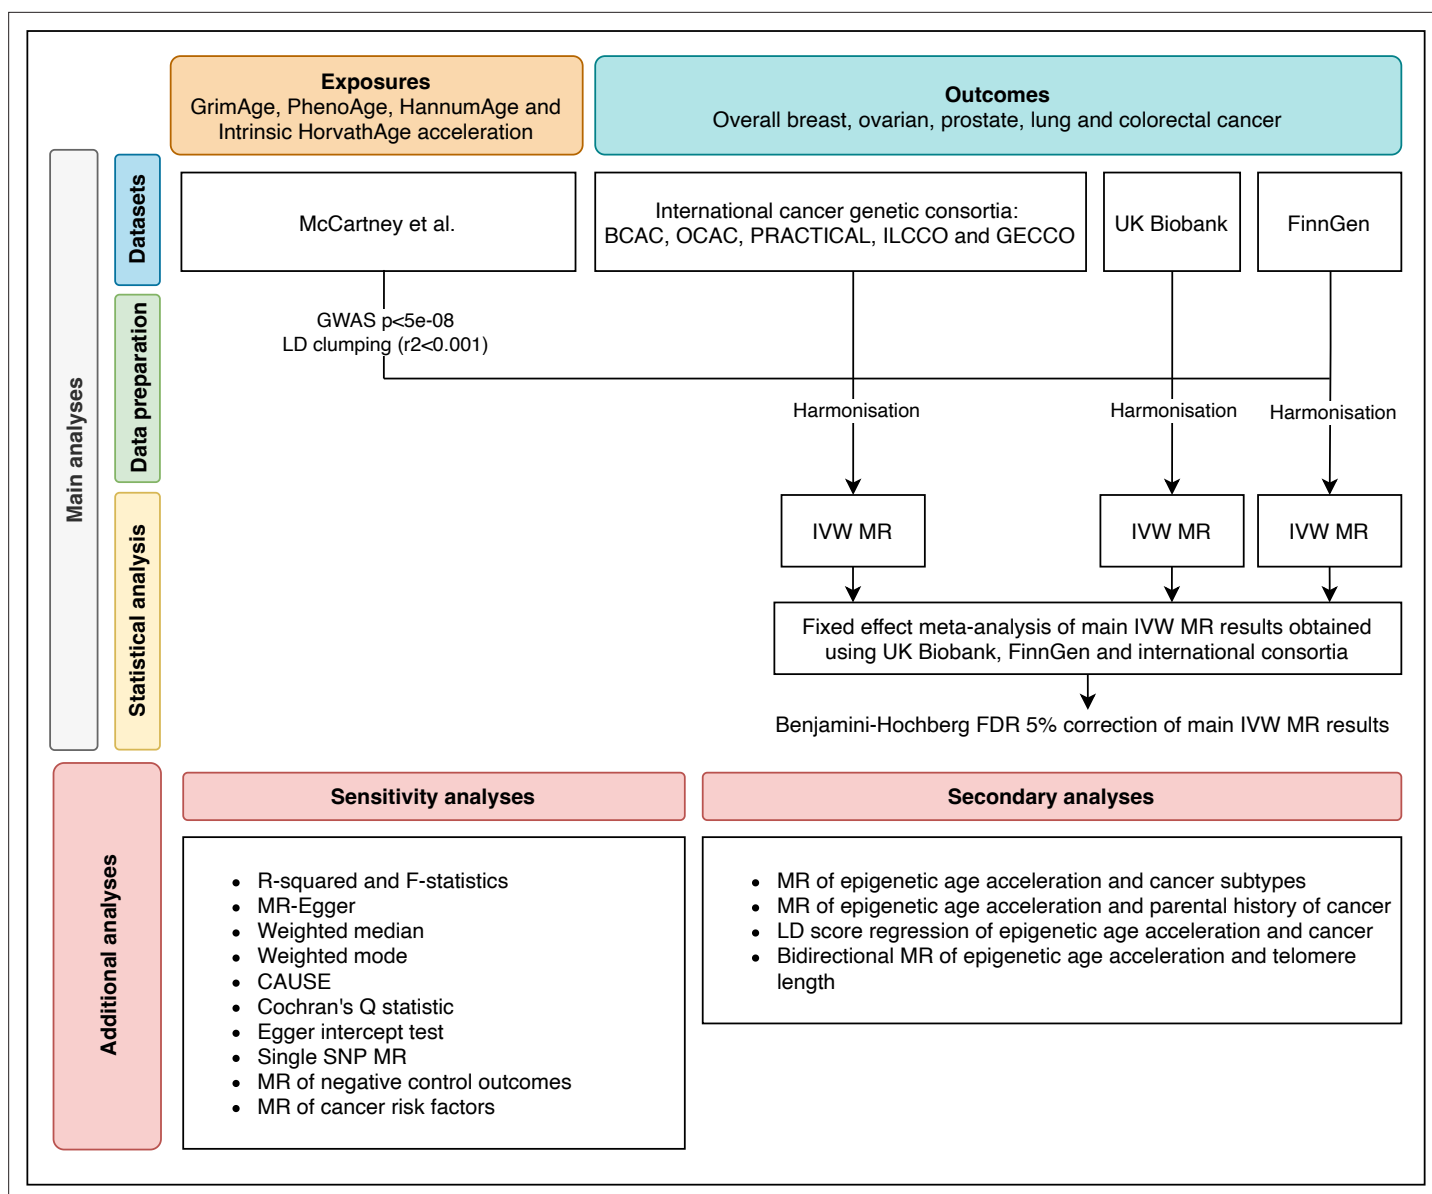 Exposures
GrimAge, PhenoAge, HannumAge and
Intrinsic HorvathAge acceleration
Outcomes
Overall breast, ovarian, prostate, lung and colorectal cancer
Main analyses
Datasets
McCartney et al.
International cancer genetic consortia:
BCAC, OCAC, PRACTICAL, ILCCO and GECCO
UK Biobank
FinnGen
Data preparation
GWAS p<5e-08
LD clumping (r2<0.001)
Harmonisation
Harmonisation
Harmonisation
Statistical analysis
IVW MR
IVW MR
IVW MR
Fixed effect meta-analysis of main IVW MR results obtained
using UK Biobank, FinnGen and international consortia
Benjamini-Hochberg FDR 5% correction of main IVW MR results
Additional analyses
Sensitivity analyses
• R-squared and F-statistics
• MR-Egger
• Weighted median
• Weighted mode
• CAUSE
• Cochran's Q statistic
• Egger intercept test
• Single SNP MR
• MR of negative control outcomes
• MR of cancer risk factors
Secondary analyses
• MR of epigenetic age acceleration and cancer subtypes
• MR of epigenetic age acceleration and parental history of cancer
• LD score regression of epigenetic age acceleration and cancer
• Bidirectional MR of epigenetic age acceleration and telomere
length